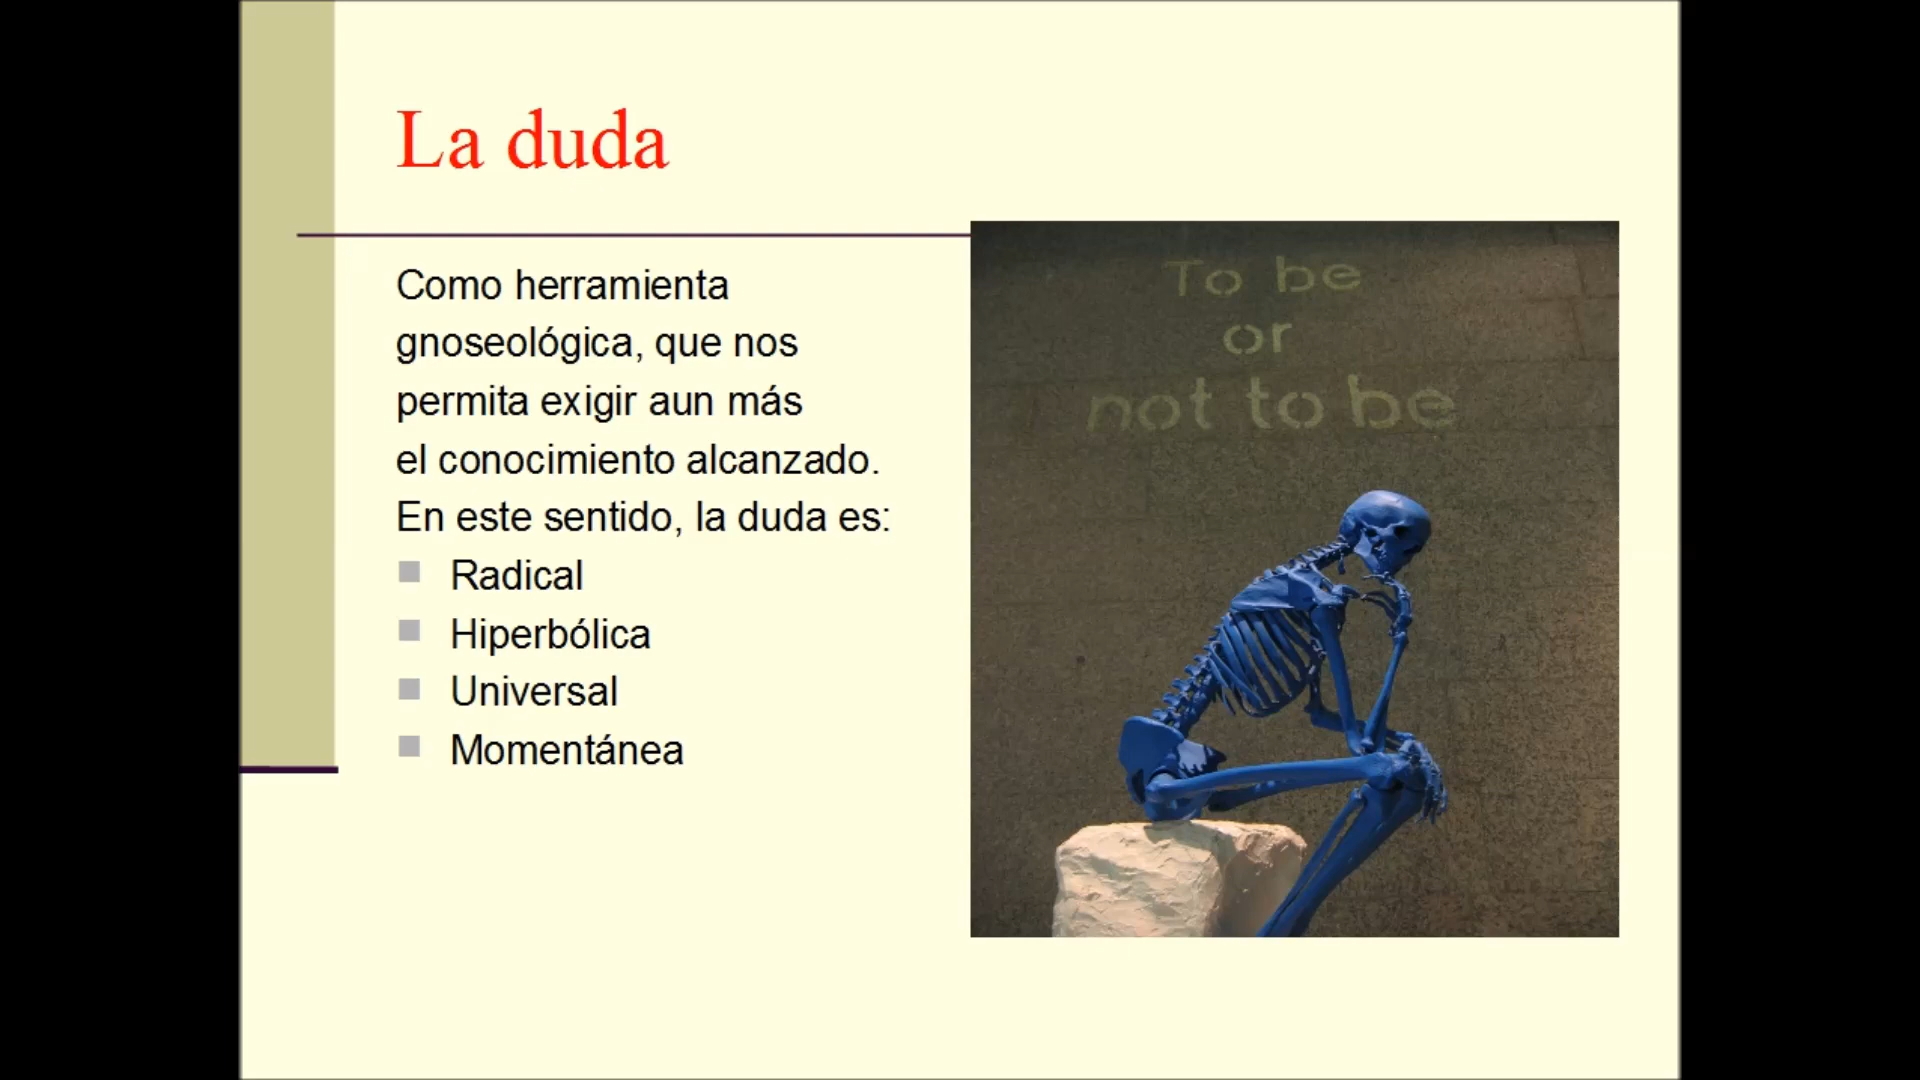 La duda
Como herramienta
gnoseológica, que nos
permita exigir aun más
el conocimiento alcanzado.
En este sentido, la duda es:
Radical
Hiperbólica
Universal
Momentánea
To be
or
not to be